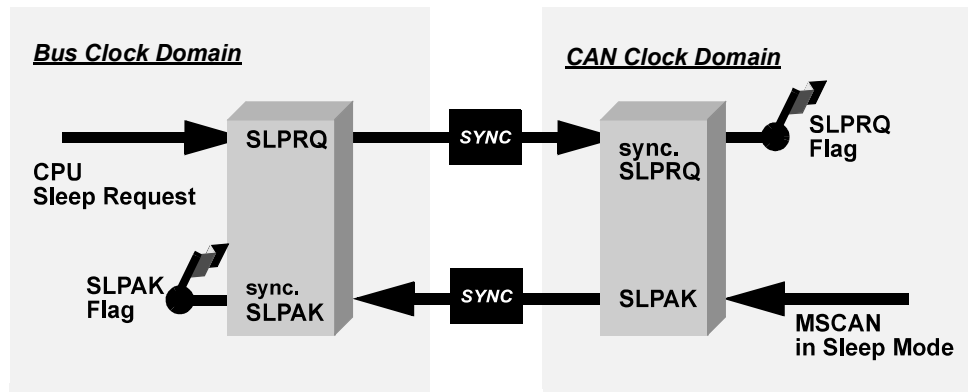 Bus Clock Domain
CAN Clock Domain
CPU
Sleep Request
SLPRQ
SYNC
sync.
SLPRQ
SLPRQ
Flag
SLPAK
Flag
sync.
SLPAK
SYNC
SLPAK
MSCAN
in Sleep Mode